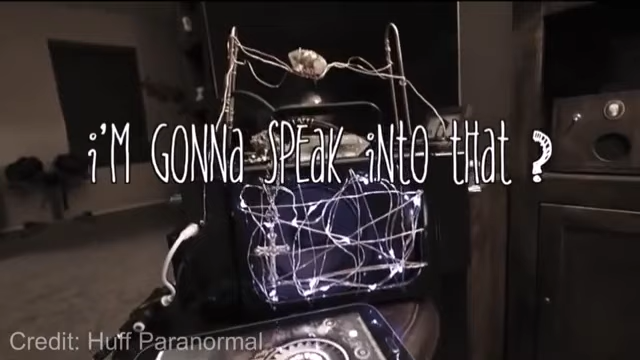 i'M GONNa SPEaK iNtO tHat ?
Credit: Huff Paranormal